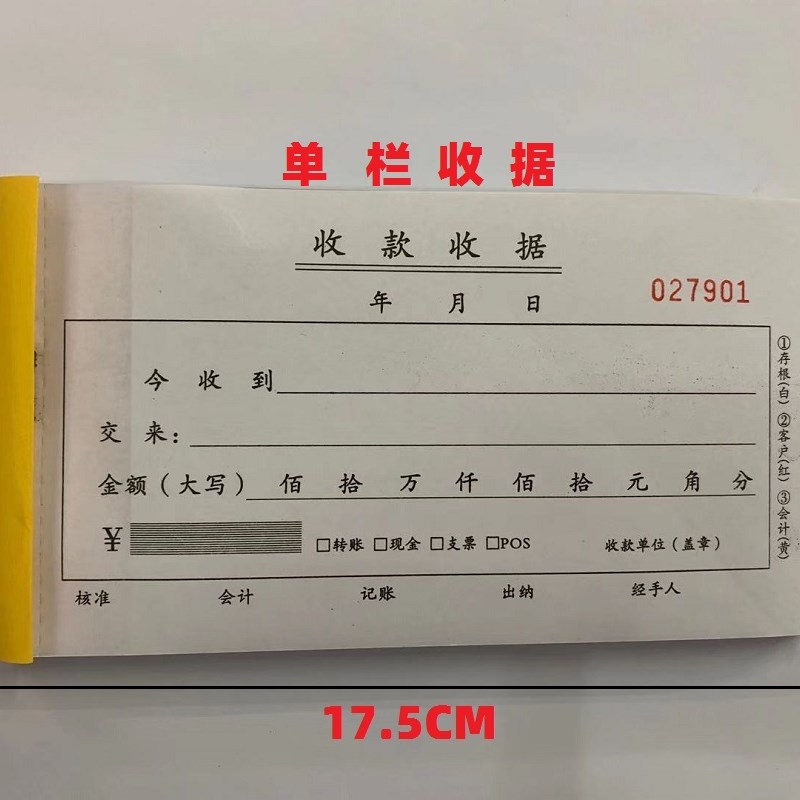 单栏收据
收款收据
年 月 日
027901
今收到
交来：
金额（大写） 佰 拾 万 仟 佰 拾 元 角 分
¥ □转账 □现金 □支票 □POS 收款单位（盖章）
核准 会计 记账 出纳 经手人
①存根(白) ②客户(红) ③会计(黄)
17.5CM